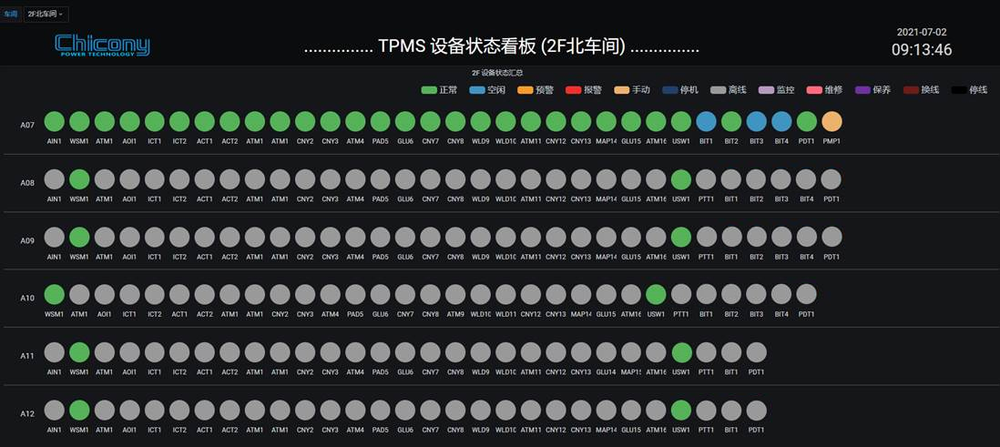 车间 2F北车间
Chicony
POWER TECHNOLOGY
............... TPMS 设备状态看板 (2F北车间) ...............
2021-07-02
09:13:46
2F 设备状态汇总
正常 空闲 预警 报警 手动 停机 离线 监控 维修 保养 换线 停线
A07
AIN1 WSM1 ATM1 AOI1 ICT1 ICT2 ACT1 ACT2 ATM1 ATM1 CNY2 CNY3 ATM4 PAD5 GLU6 CNY7 CNY8 WLD9 WLD10 ATM11 CNY12 CNY13 MAP14 GLU15 ATM16 USW1 BIT1 BIT2 BIT3 BIT4 PDT1 PMP1
A08
AIN1 WSM1 ATM1 AOI1 ICT1 ICT2 ACT1 ACT2 ATM1 ATM1 CNY2 CNY3 ATM4 PAD5 GLU6 CNY7 CNY8 WLD9 WLD10 ATM11 CNY12 CNY13 MAP14 GLU15 ATM16 USW1 PTT1 BIT1 BIT2 BIT3 BIT4 PDT1
A09
AIN1 WSM1 ATM1 AOI1 ICT1 ICT2 ACT1 ACT2 ATM1 ATM1 CNY2 CNY3 ATM4 PAD5 GLU6 CNY7 CNY8 WLD9 WLD10 ATM11 CNY12 CNY13 MAP14 GLU15 ATM16 USW1 PTT1 BIT1 BIT2 BIT3 BIT4 PDT1
A10
WSM1 ATM1 AOI1 ICT1 ICT2 ACT1 ACT2 ATM1 ATM1 CNY2 CNY3 ATM4 PAD5 GLU6 CNY7 CNY8 ATM9 WLD10 WLD11 CNY12 CNY13 MAP14 GLU15 ATM16 USW1 PTT1 BIT1 BIT2 BIT3 BIT4 PDT1
A11
AIN1 WSM1 ATM1 AOI1 ICT1 ICT2 ACT1 ACT2 ATM1 ATM1 CNY2 CNY3 ATM4 PAD5 GLU6 CNY7 CNY8 WLD9 WLD10 ATM11 CNY12 CNY13 GLU14 MAP15 ATM16 USW1 PTT1 BIT1 PDT1
A12
AIN1 WSM1 ATM1 AOI1 ICT1 ICT2 ACT1 ACT2 ATM1 ATM1 CNY2 CNY3 ATM4 PAD5 GLU6 CNY7 CNY8 WLD9 WLD10 ATM11 CNY12 CNY13 MAP14 GLU15 ATM16 USW1 PTT1 BIT1 PDT1